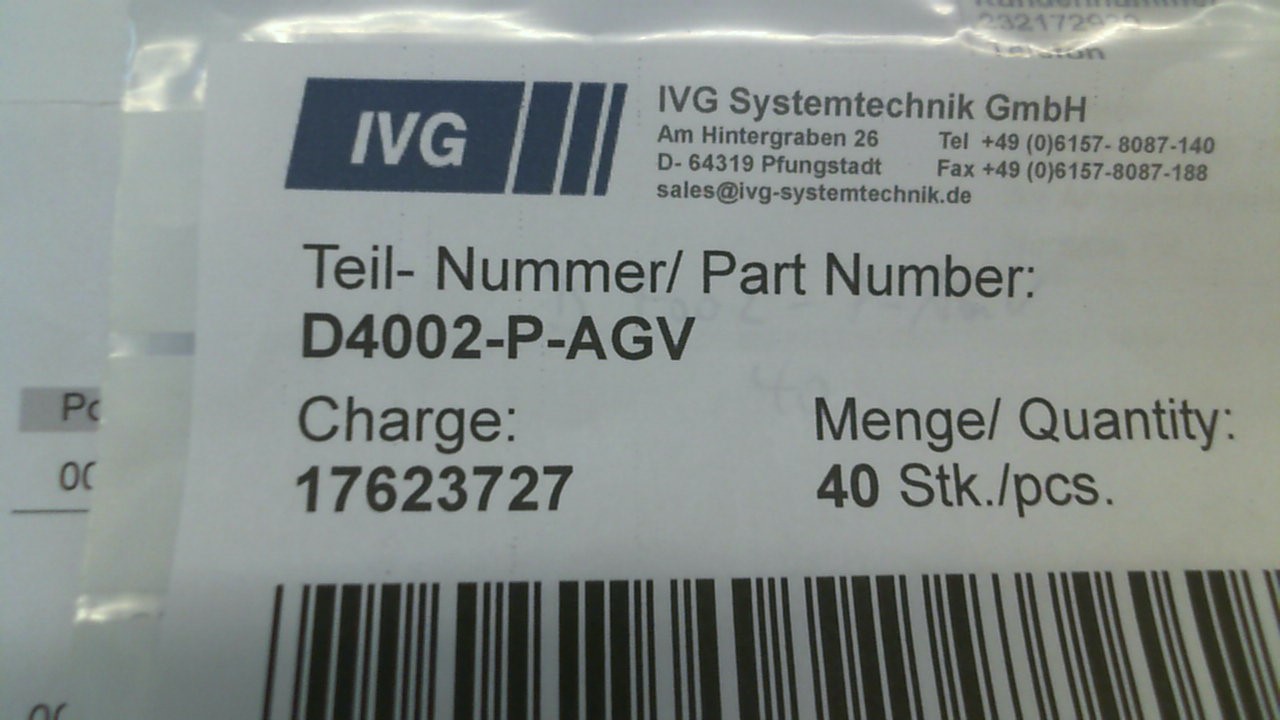 IVG
IVG Systemtechnik GmbH
Am Hintergraben 26
D- 64319 Pfungstadt
sales@ivg-systemtechnik.de
Tel +49 (0)6157- 8087-140
Fax +49 (0)6157-8087-188
Teil- Nummer/ Part Number:
D4002-P-AGV
Charge:
17623727
Menge/ Quantity:
40 Stk./pcs.